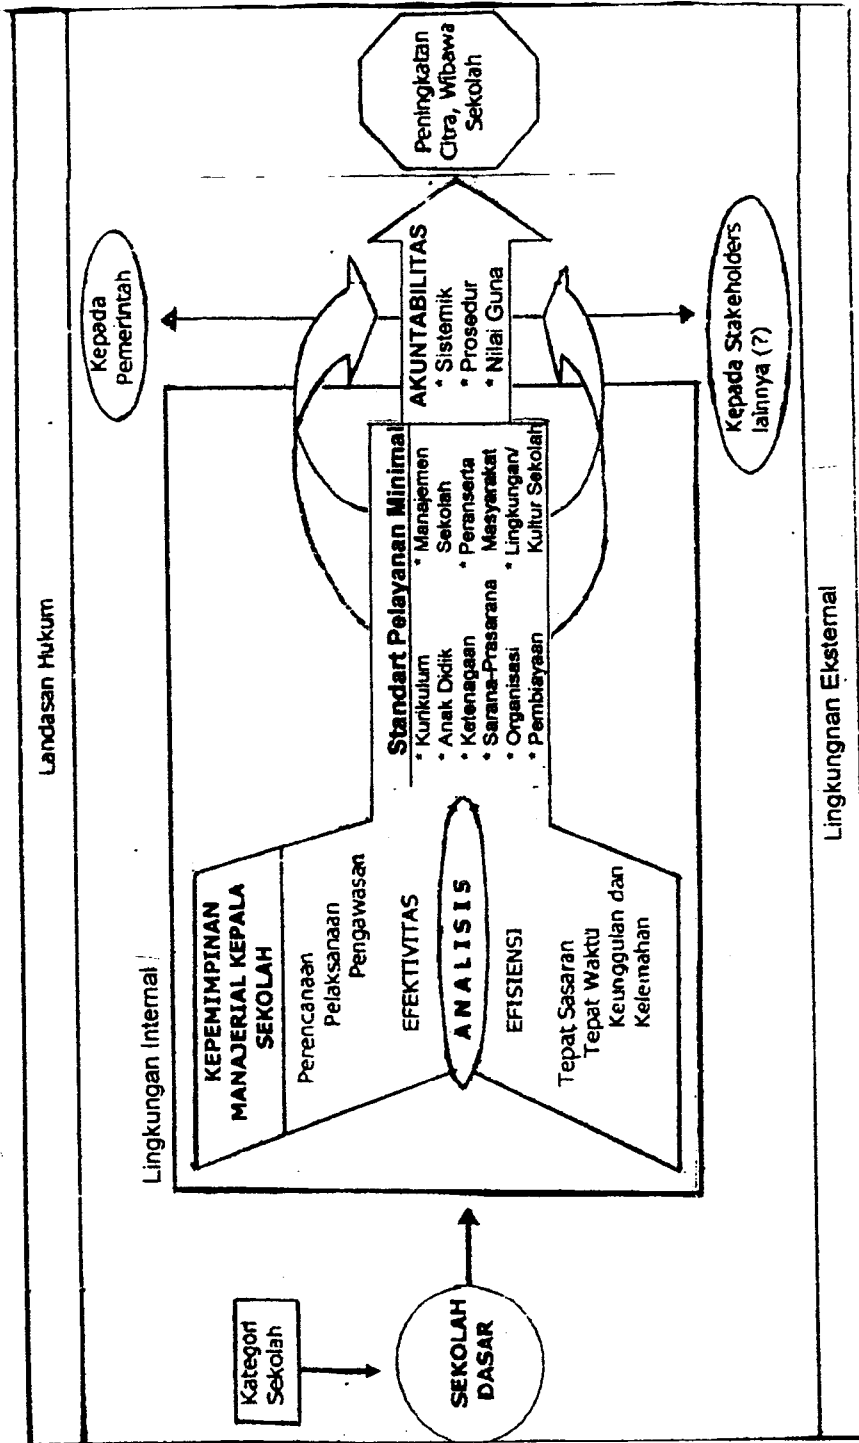 Landasan Hukum
Lingkungan Internal
Kategori
Sekolah
SEKOLAH
DASAR
KEPEMIMPINAN
MANAJERIAL KEPALA
SEKOLAH
Perencanaan
Pelaksanaan
Pengawasan
EFEKTIVITAS
ANALISIS
EFISIENSI
Tepat Sasaran
Tepat Waktu
Keunggulan dan
Kelemahan
Standart Pelayanan Minimal
* Kurikulum
* Anak Didik
* Ketenagaan
* Sarana-Prasarana
* Organisasi
* Pembiayaan
* Manajemen
Sekolah
* Peranserta
Masyarakat
* Lingkungan/
Kultur Sekolah
AKUNTABILITAS
* Sistemik
* Prosedur
* Nilai Guna
Kepada
Pemerintah
Kepada Stakeholders
lainnya (?)
Peningkatan
Citra, Wibawa
Sekolah
Lingkungnan Eksternal